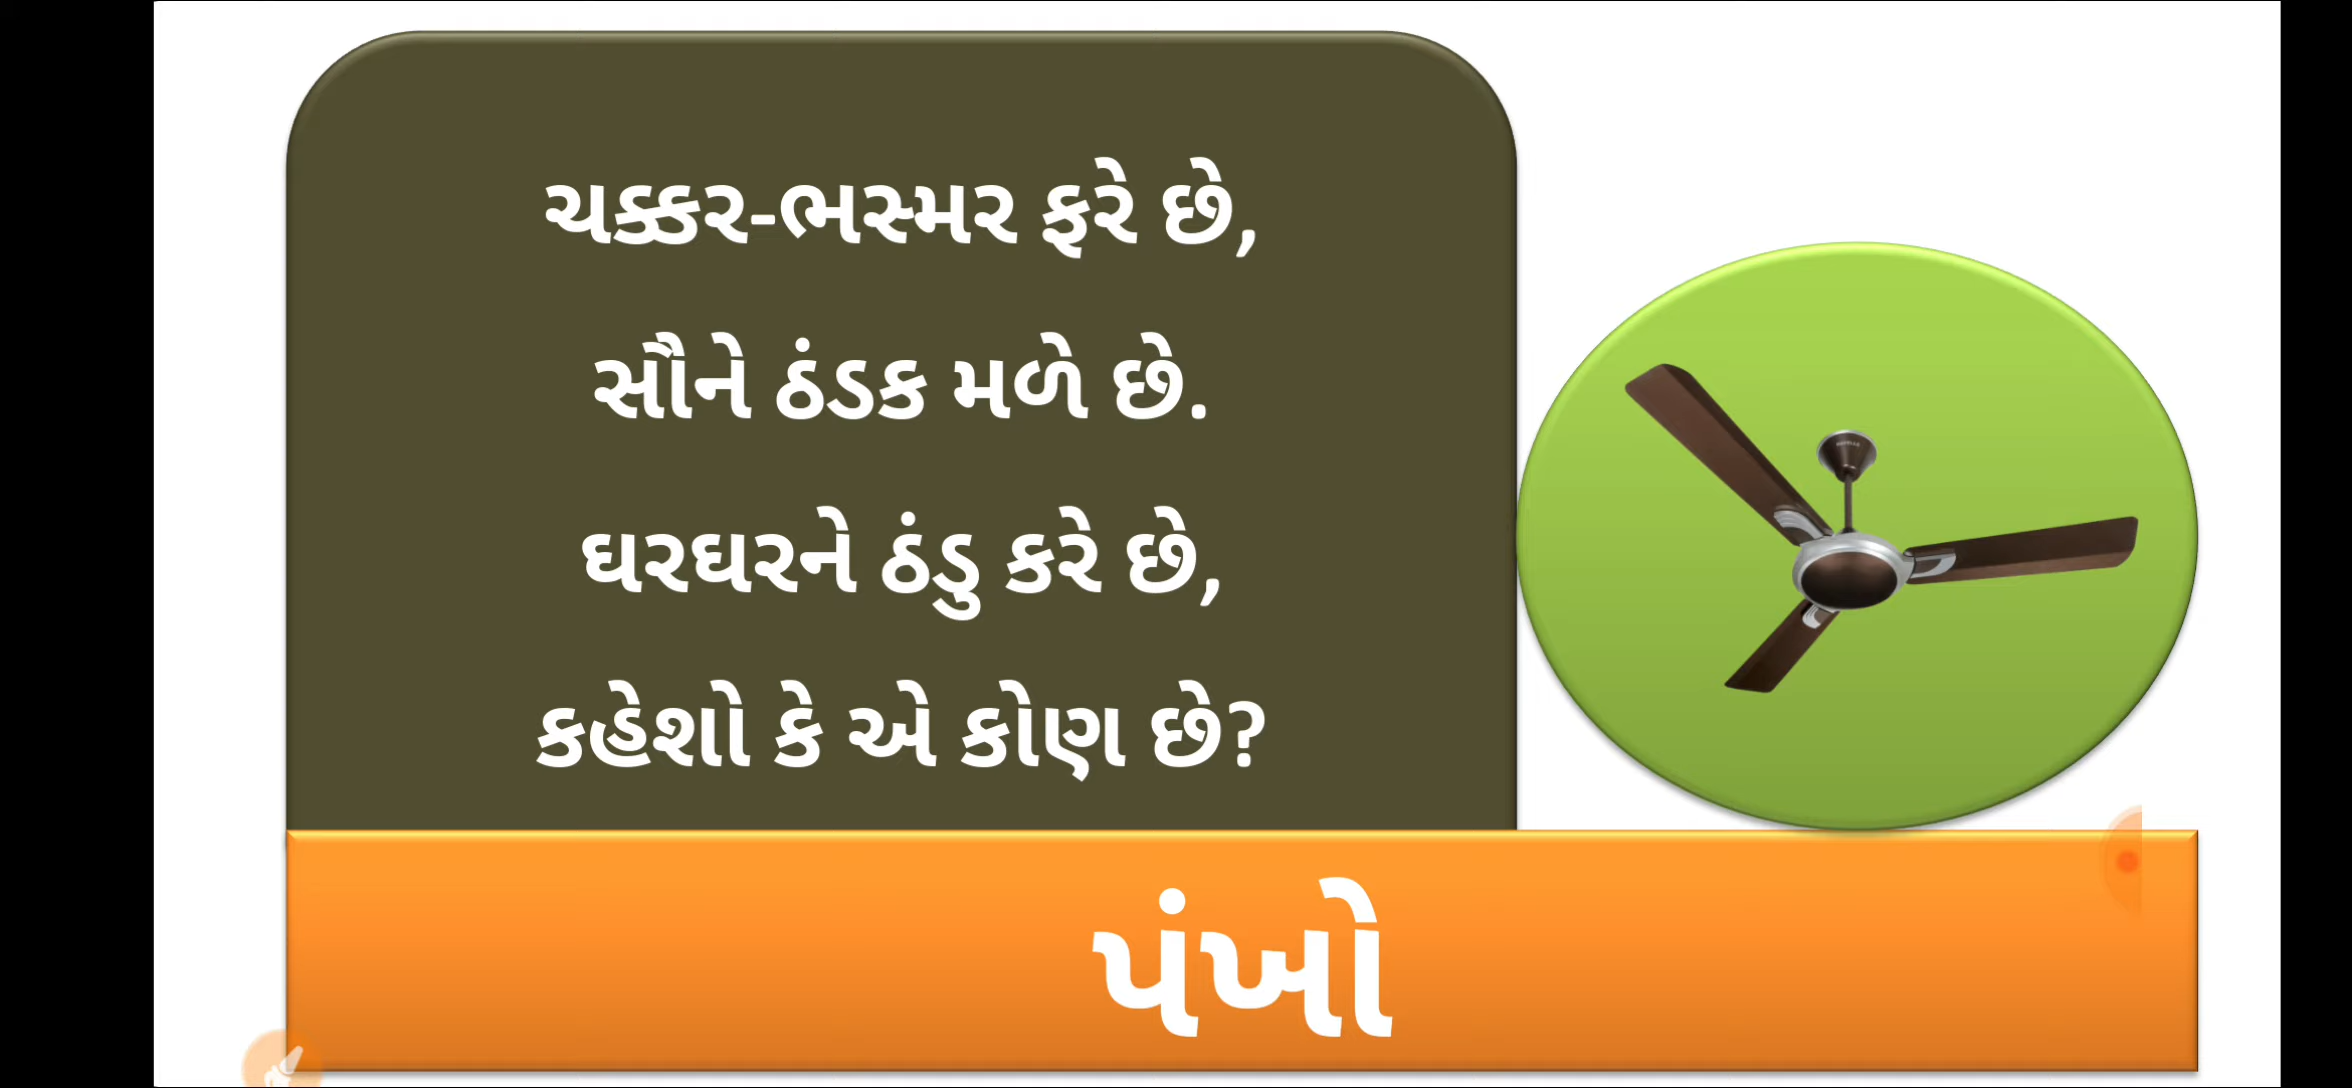 ચક્કર-ભસ્મર ફરે છે,
સૌને ઠંડક મળે છે.
ઘરઘરને ઠંડુ કરે છે,
કહેશો કે એ કોણ છે?
પંખો